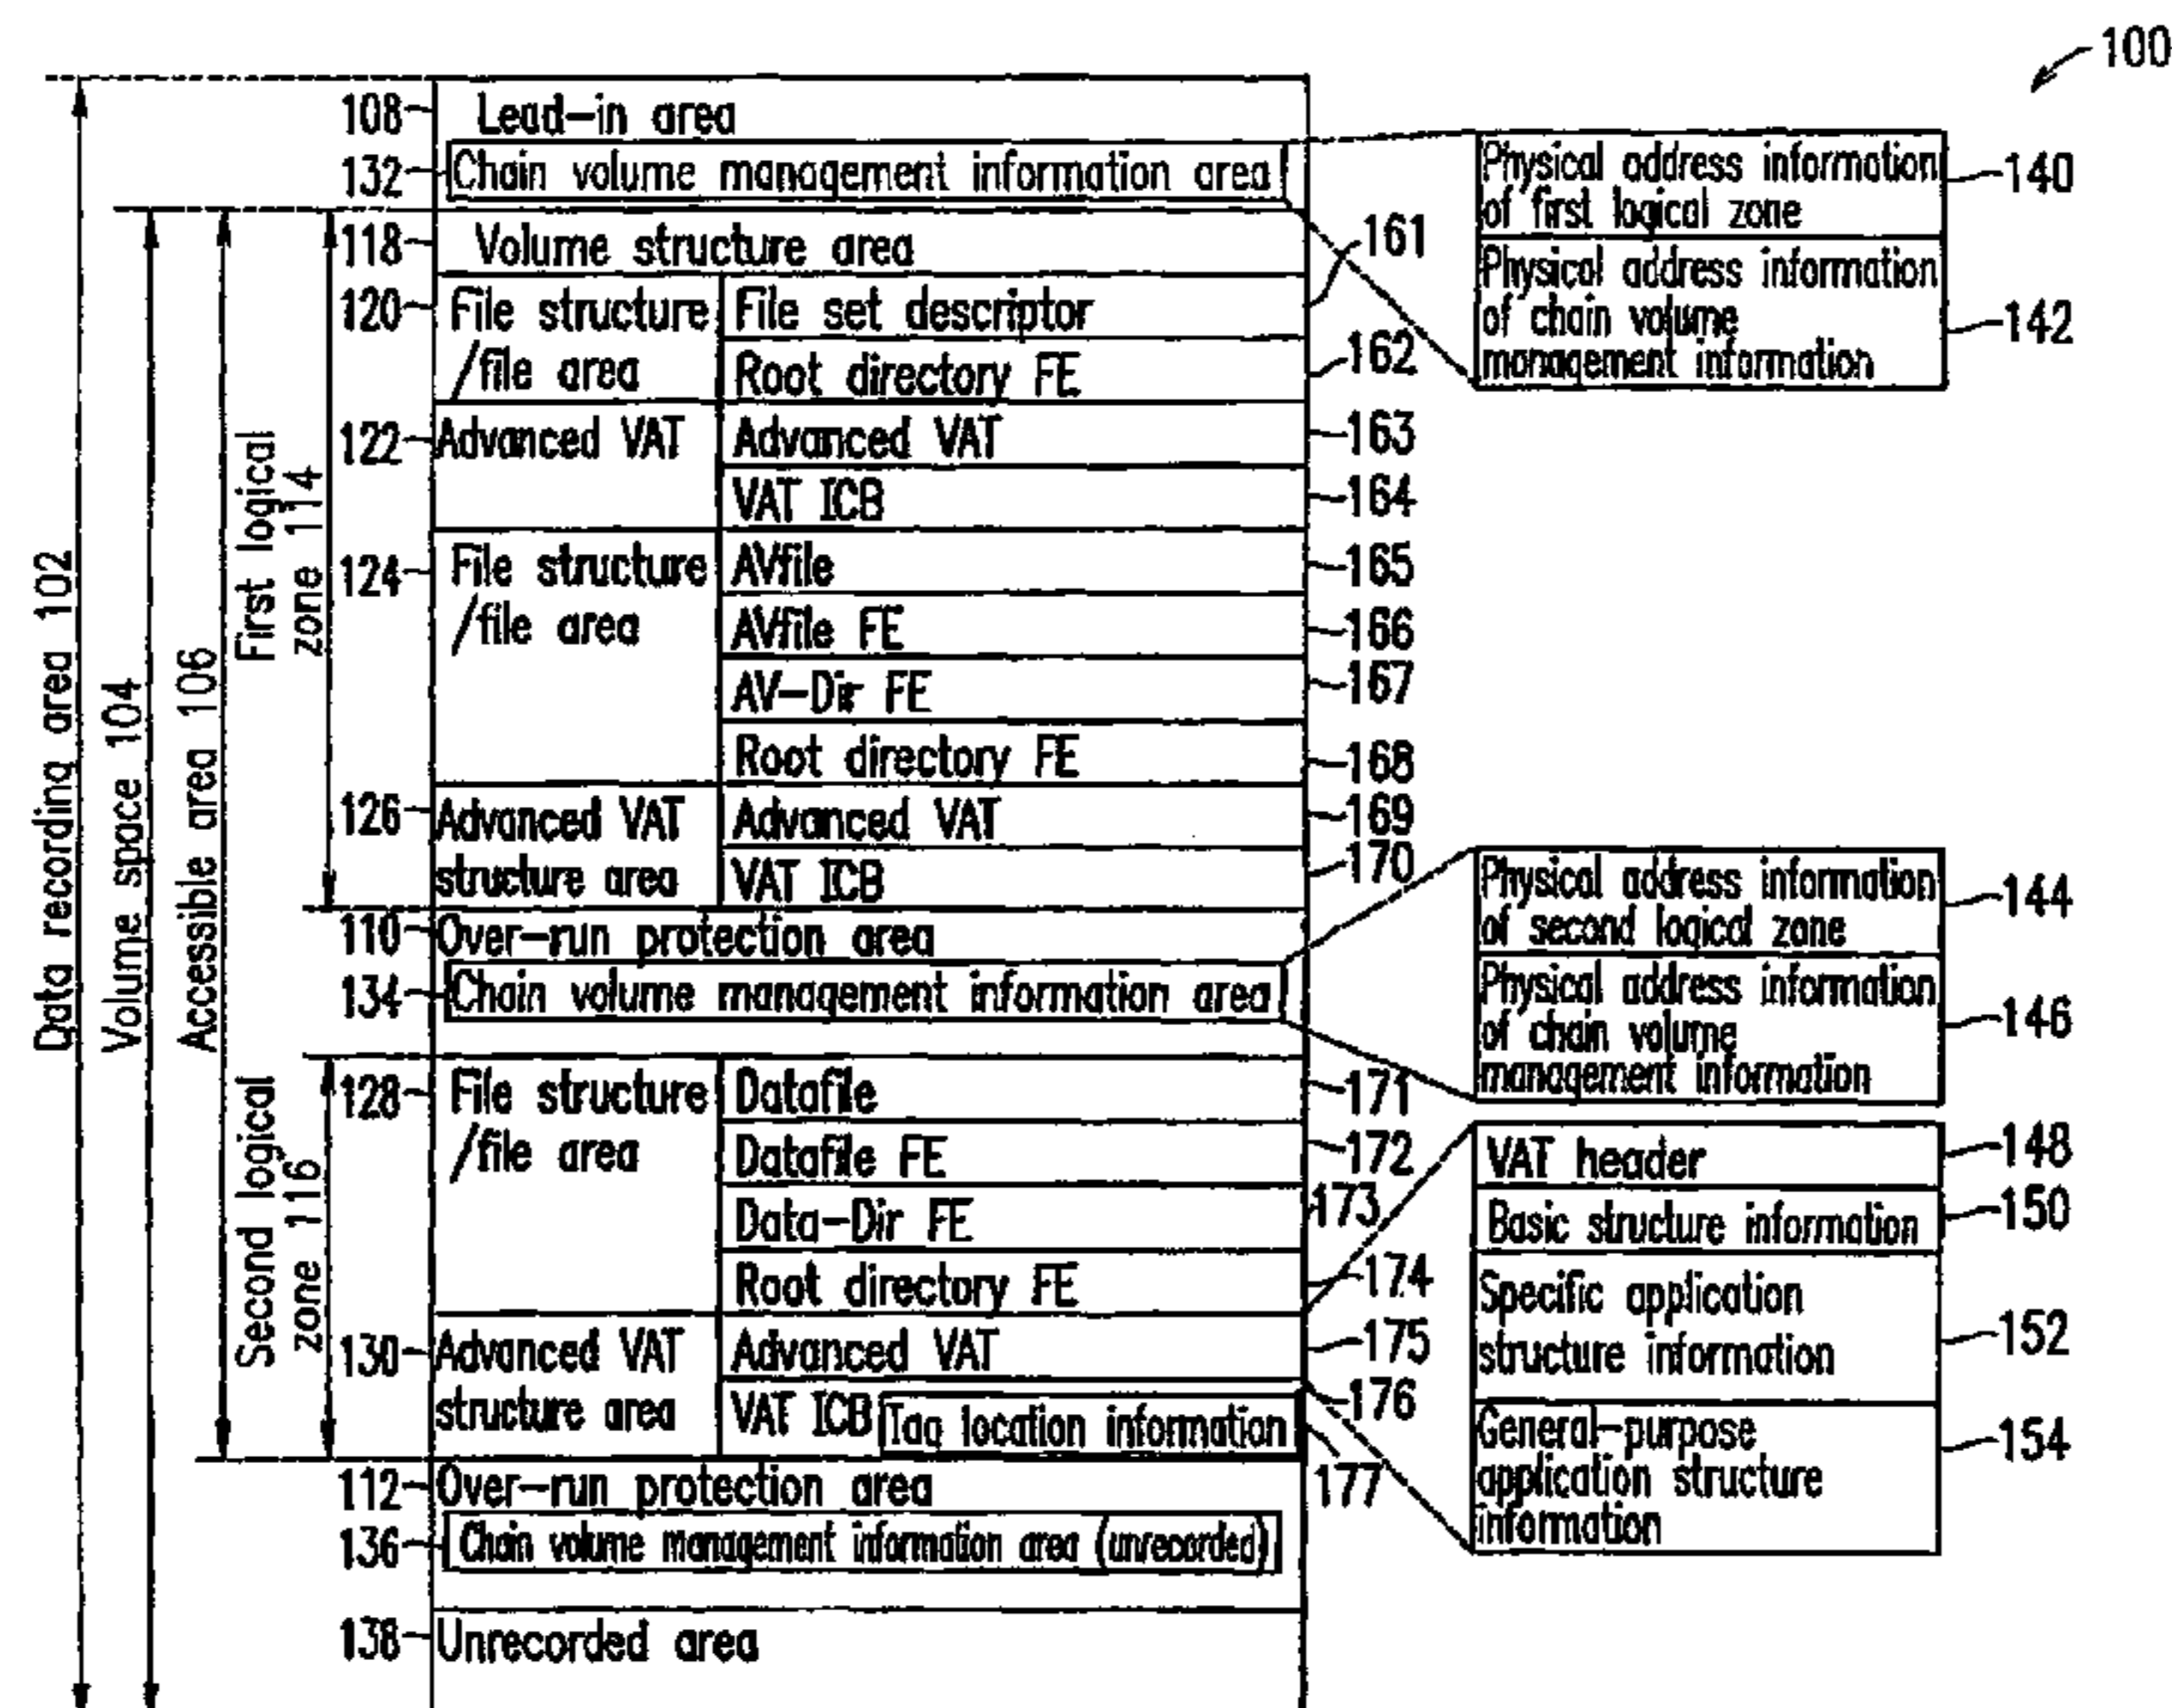 100
108 Lead-in area
132 Chain volume management information area
Physical address information
of first logical zone
140
Physical address information
of chain volume
management information
142
118 Volume structure area
120 File structure
/file area
File set descriptor
161
Root directory FE
162
122 Advanced VAT
Advanced VAT
163
VAT ICB
164
124 File structure
/file area
AVfile
165
AVfile FE
166
AV-Dir FE
167
Root directory FE
168
126 Advanced VAT
structure area
Advanced VAT
169
VAT ICB
170
110 Over-run protection area
134 Chain volume management information area
Physical address information
of second logical zone
144
Physical address information
of chain volume
management information
146
128 File structure
/file area
Datafile
171
Datafile FE
172
Data-Dir FE
173
Root directory FE
174
130 Advanced VAT
structure area
Advanced VAT
175
VAT ICB
176
Tag location information
177
VAT header
148
Basic structure information
150
Specific application
structure information
152
General-purpose
application structure
information
154
112 Over-run protection area
136 Chain volume management information area (unrecorded)
138 Unrecorded area
Data recording area 102
Volume space 104
Accessible area 106
First logical
zone 114
Second logical
zone 116